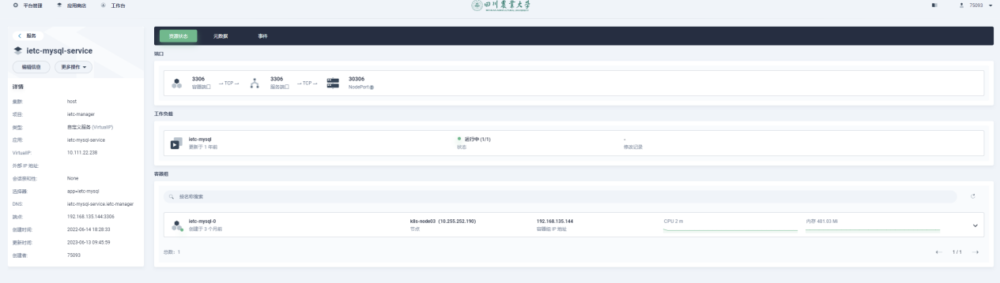 平台管理 应用商店 工作台
四川農業大学
75093
服务
ietc-mysql-service
编辑信息 更多操作
详情
集群: host
项目: ietc-manager
类型: 自定义服务 (VirtualIP)
应用: ietc-mysql-service
VirtualIP: 10.111.22.238
外部 IP 地址:
会话亲和性: None
选择器: app=ietc-mysql
DNS: ietc-mysql-service.ietc-manager
端点: 192.168.135.144:3306
创建时间: 2022-06-14 18:28:33
更新时间: 2023-06-13 09:45:59
创建者: 75093
资源状态 元数据 事件
端口
3306 → TCP → 3306 → TCP → 30306
容器端口 服务端口 NodePort
工作负载
ietc-mysql 运行中 (1/1) -
更新于 1 年前 状态 修改记录
容器组
按名称搜索
ietc-mysql-0 k8s-node03 (10.255.252.190) 192.168.135.144 CPU 2 m 内存 481.03 Mi
创建于 3 个月前 节点 容器组 IP 地址
总数: 1 1 / 1